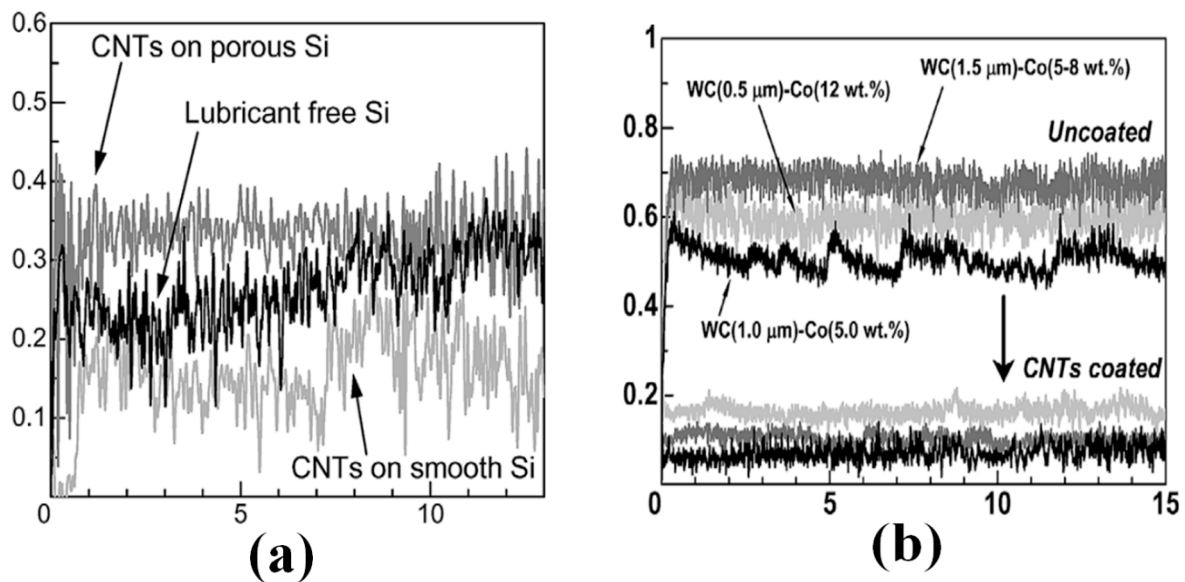 0.6
0.5
0.4
0.3
0.2
0.1
0
5
10
CNTs on porous Si
Lubricant free Si
CNTs on smooth Si
(a)
1
0.8
0.6
0.4
0.2
0
5
10
15
WC(1.5 μm)-Co(5-8 wt.%)
WC(0.5 μm)-Co(12 wt.%)
Uncoated
WC(1.0 μm)-Co(5.0 wt.%)
CNTs coated
(b)